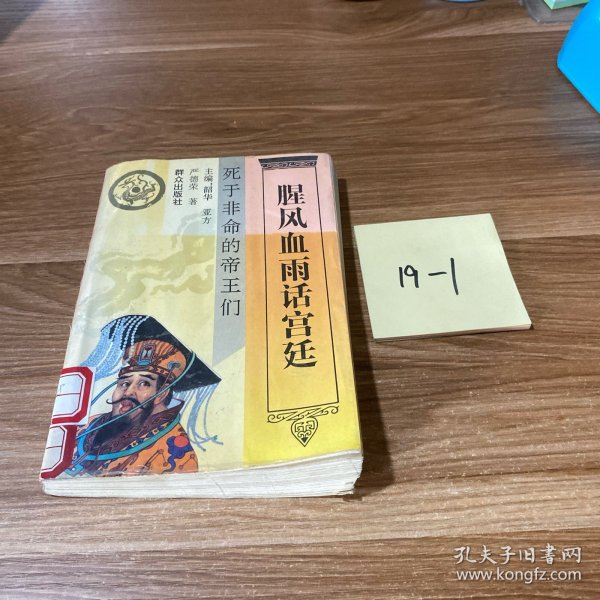 腥风血雨话宫廷
死于非命的帝王们
主编 韶华 亚方
严德荣 著
群众出版社
19-1
孔夫子旧书网
www.kongfz.com